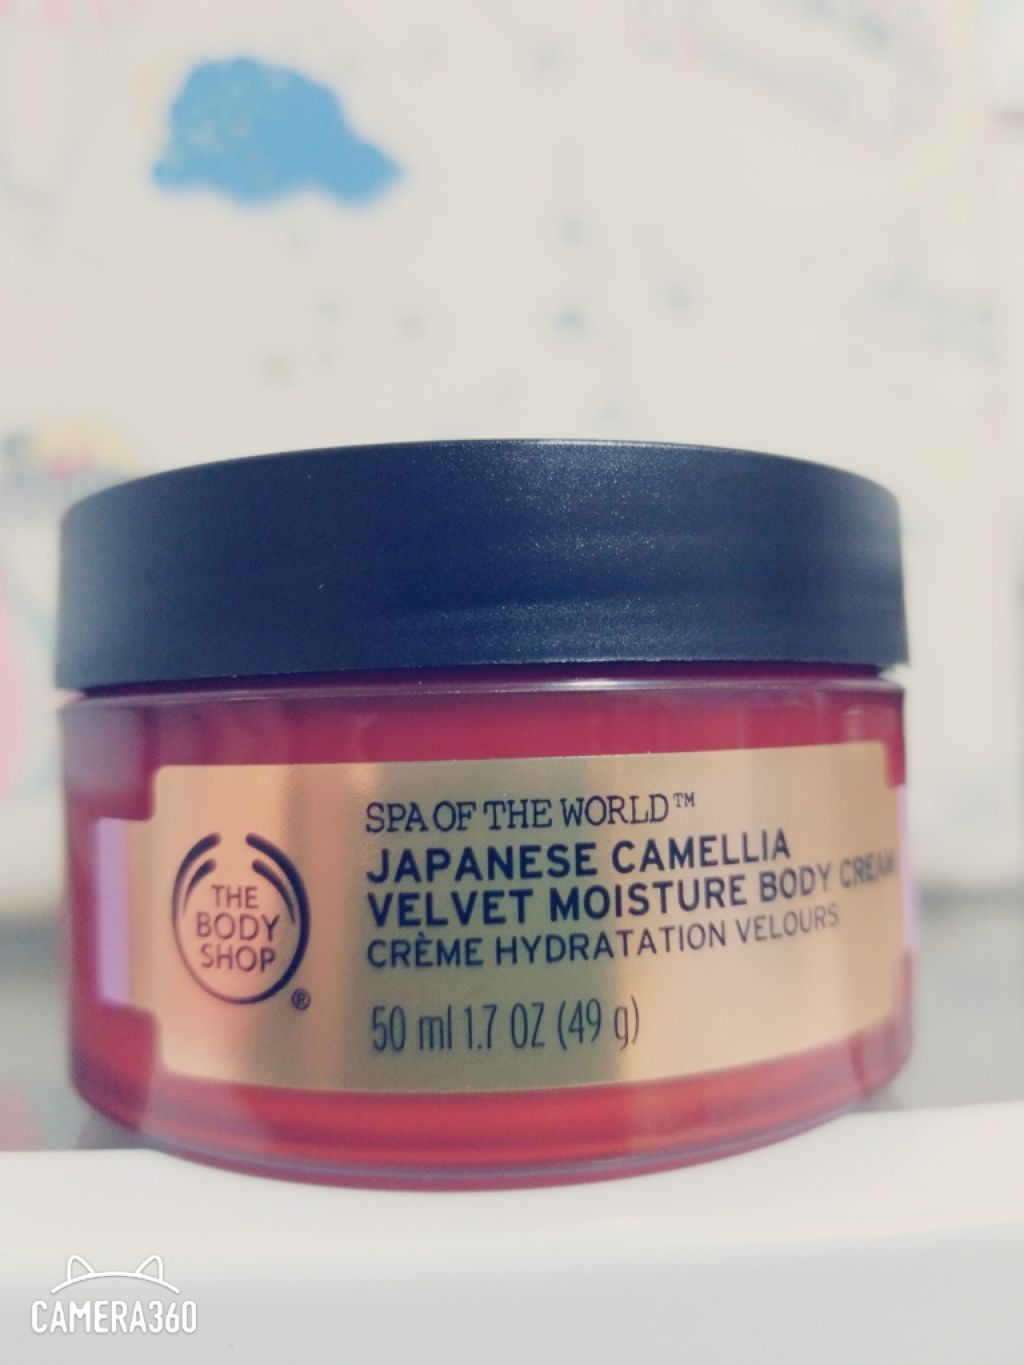 SPA OF THE WORLD™
JAPANESE CAMELLIA
VELVET MOISTURE BODY CREAM
CRÈME HYDRATATION VELOURS
50 ml 1.7 OZ (49 g)
THE
BODY
SHOP
®
CAMERA360